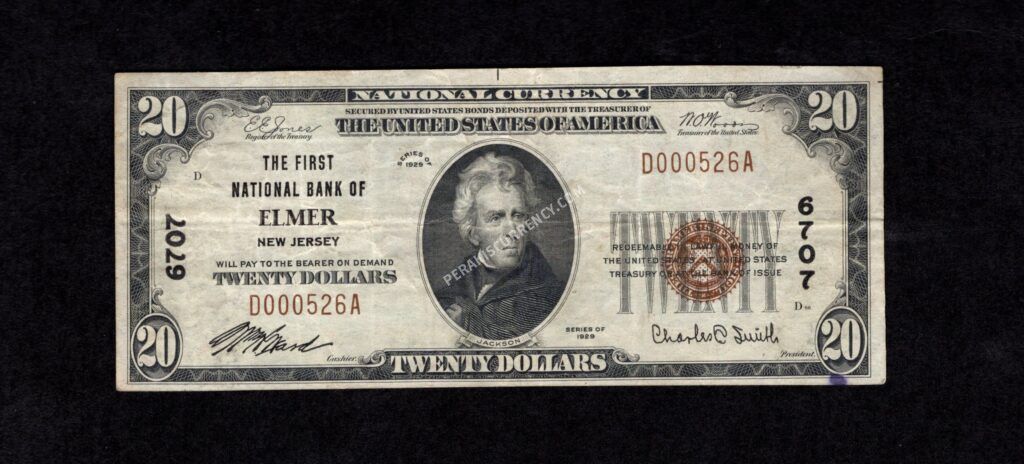 NATIONAL CURRENCY
SECURED BY UNITED STATES BONDS DEPOSITED WITH THE TREASURER OF
THE UNITED STATES OF AMERICA
20
20
E.E. Jones
Register of the Treasury
W.O. Woods
Treasurer of the United States
SERIES OF
1929
D000526A
D
THE FIRST
NATIONAL BANK OF
ELMER
NEW JERSEY
WILL PAY TO THE BEARER ON DEMAND
TWENTY DOLLARS
D000526A
6707
6707
TWENTY
REDEEMABLE IN LAWFUL MONEY OF
THE UNITED STATES AT UNITED STATES
TREASURY OR AT THE BANK OF ISSUE
PERAKISCURRENCY.C
D
JACKSON
SERIES OF
1929
Cashier.
Charles C Smith
President.
20
TWENTY DOLLARS
20